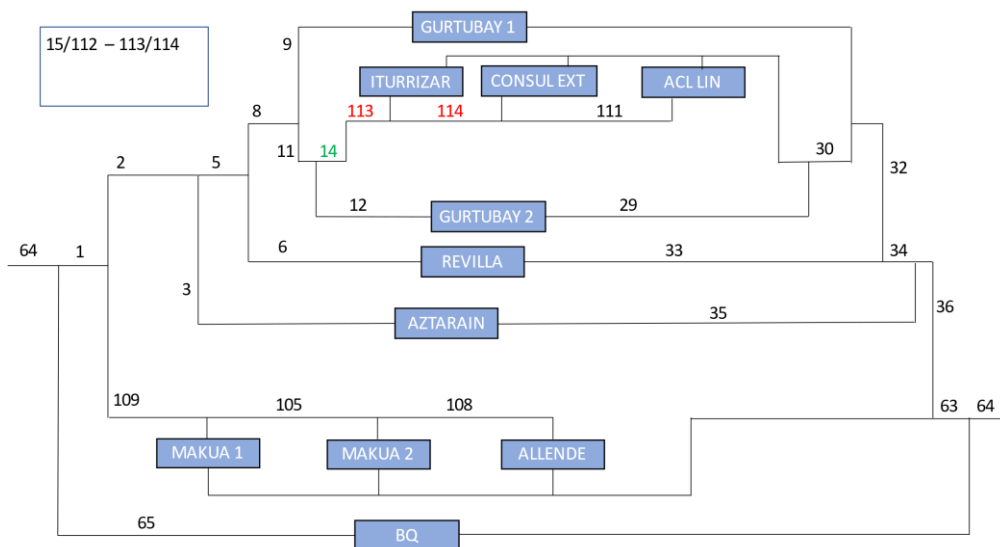 15/112 – 113/114
GURTUBAY 1
9
ITURRIZAR
CONSUL EXT
ACL LIN
8
113
114
111
11
14
30
2
5
32
12
GURTUBAY 2
29
64
1
6
REVILLA
33
34
3
AZTARAIN
35
36
109
105
108
63
64
MAKUA 1
MAKUA 2
ALLENDE
65
BQ